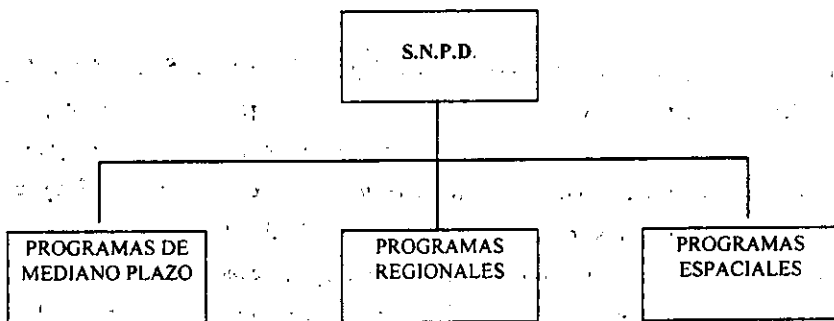 S.N.P.D.
PROGRAMAS DE
MEDIANO PLAZO
PROGRAMAS
REGIONALES
PROGRAMAS
ESPACIALES